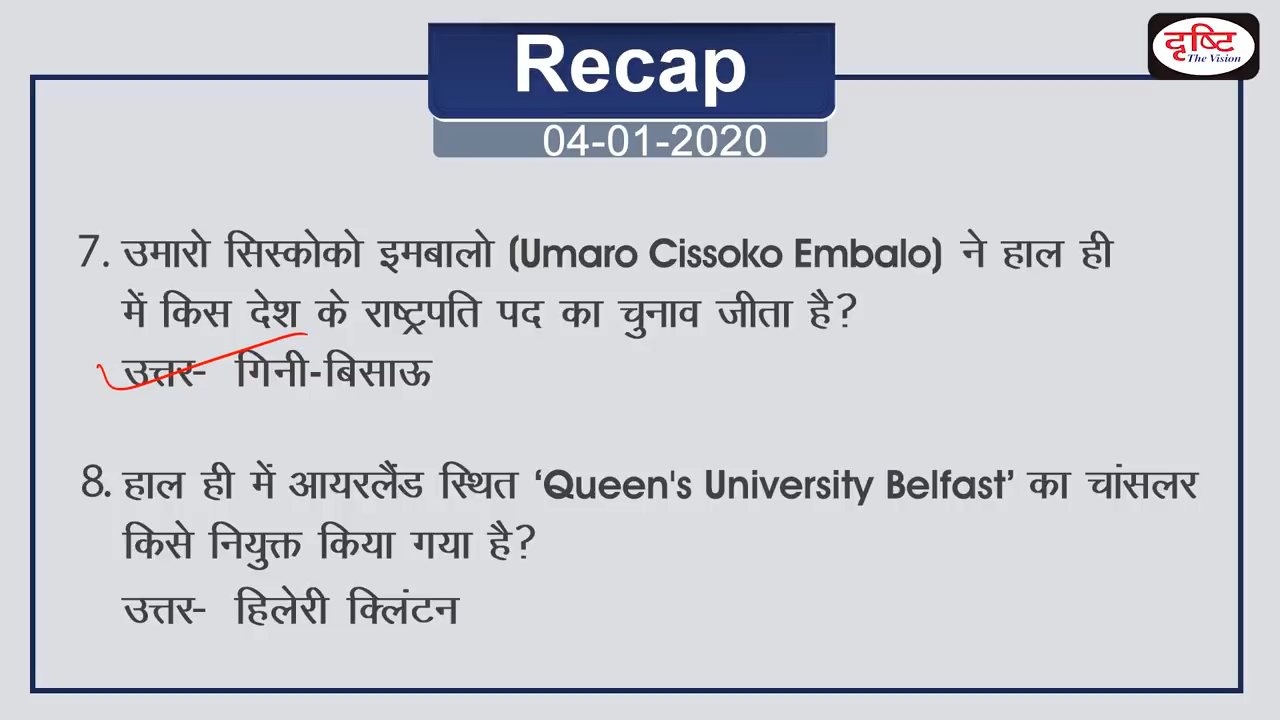 Recap
दृष्टि
The Vision
04-01-2020
7. उमारो सिस्कोको इमबालो (Umaro Cissoko Embalo) ने हाल ही
में किस देश के राष्ट्रपति पद का चुनाव जीता है?
उत्तर- गिनी-बिसाऊ
8. हाल ही में आयरलैंड स्थित ‘Queen's University Belfast’ का चांसलर
किसे नियुक्त किया गया है?
उत्तर- हिलेरी क्लिंटन